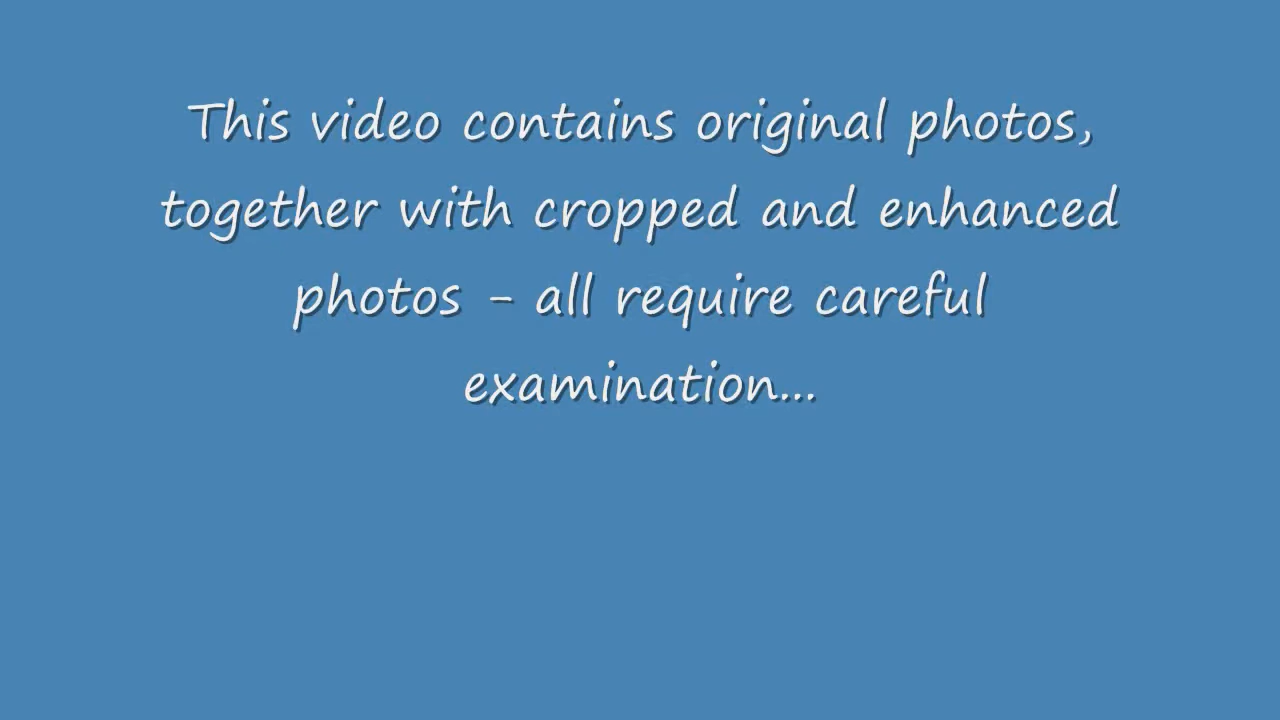 This video contains original photos,
together with cropped and enhanced
photos - all require careful
examination...